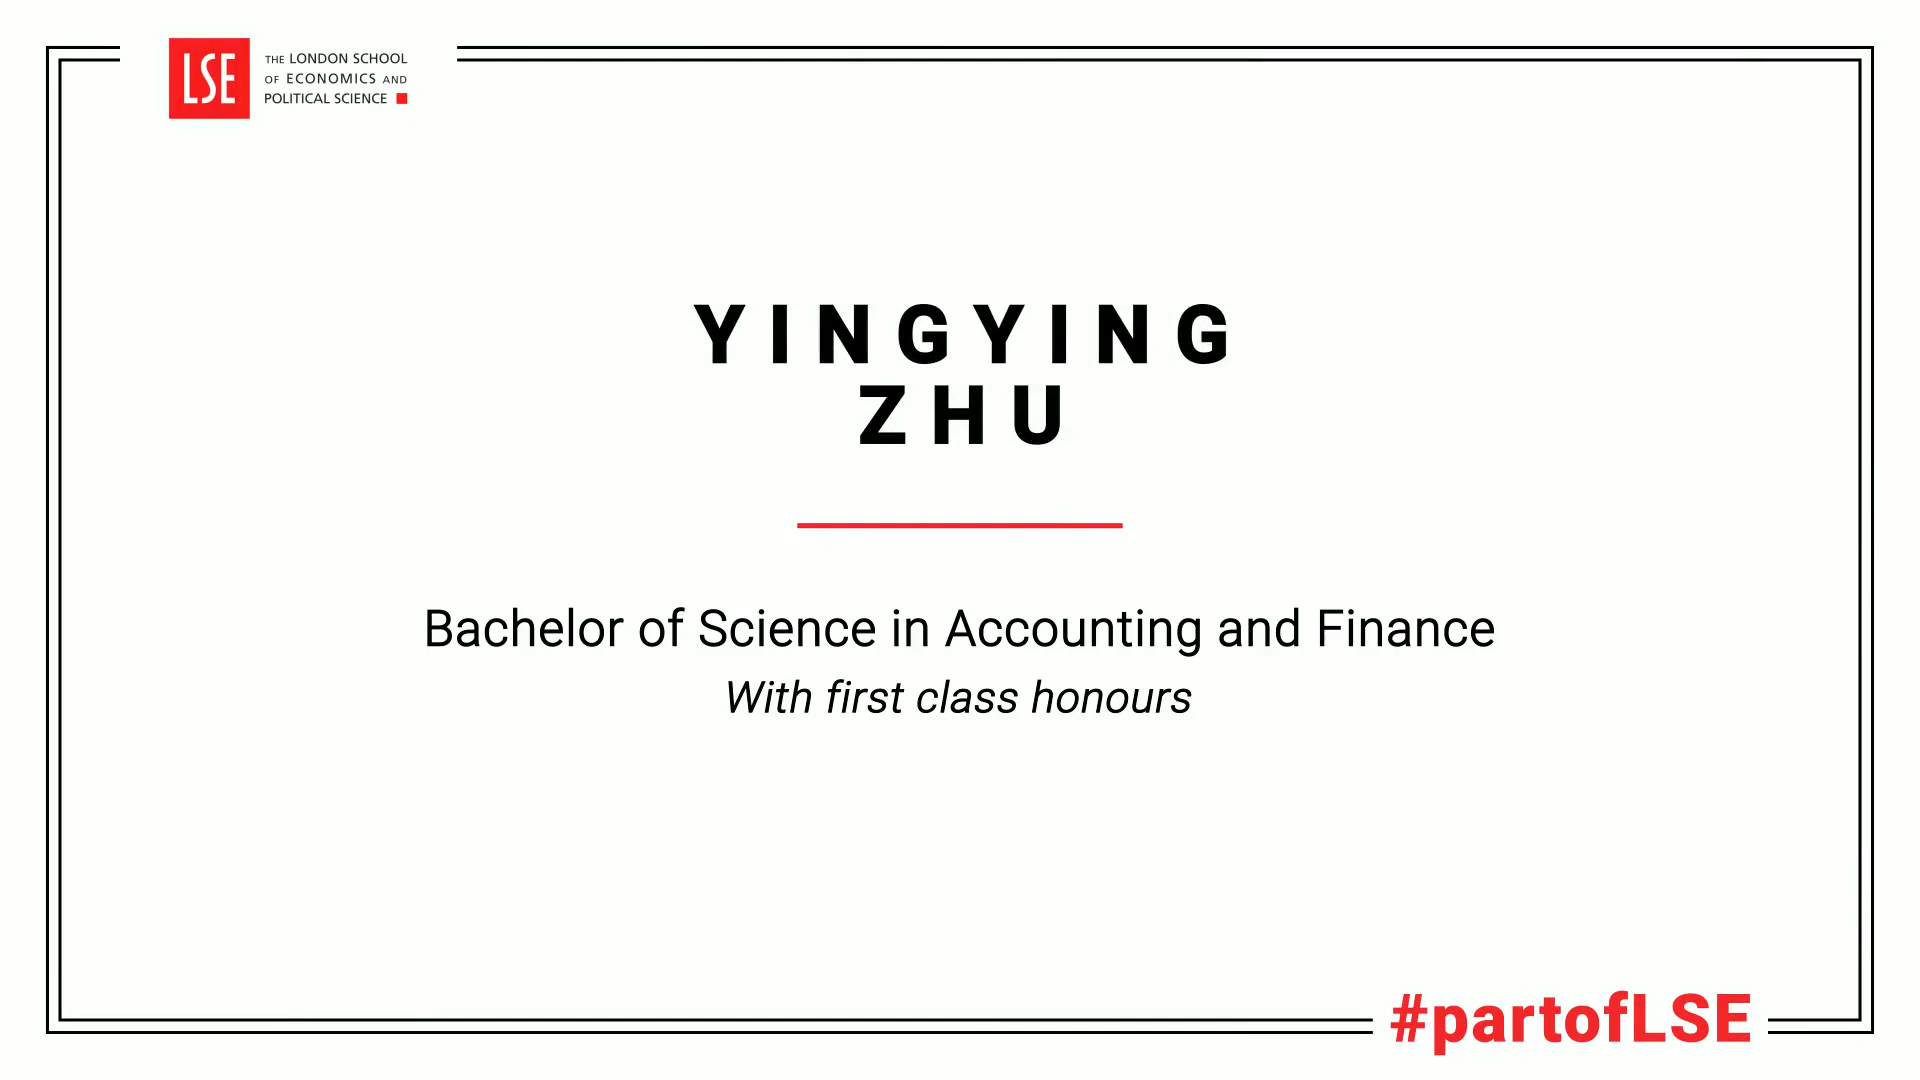 LSE
THE LONDON SCHOOL
OF ECONOMICS AND
POLITICAL SCIENCE
YINGYING
ZHU
Bachelor of Science in Accounting and Finance
With first class honours
#partofLSE